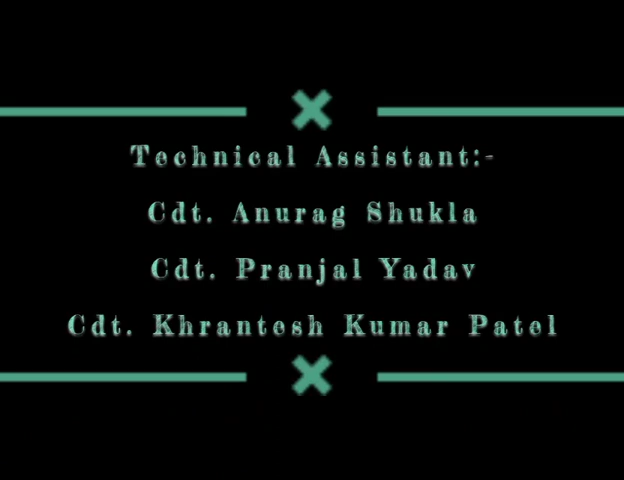 Technical Assistant:-
Cdt. Anurag Shukla
Cdt. Pranjal Yadav
Cdt. Khrantesh Kumar Patel